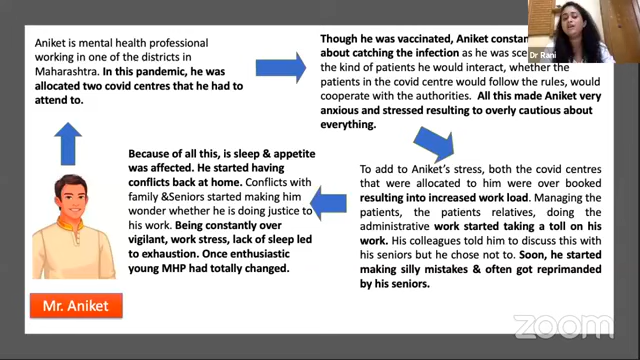 Aniket is mental health professional
working in one of the districts in
Maharashtra. In this pandemic, he was
allocated two covid centres that he had to
attend to.
Though he was vaccinated, Aniket constan
about catching the infection as he was sce
the kind of patients he would interact, whether the
patients in the covid centre would follow the rules, would
cooperate with the authorities. All this made Aniket very
anxious and stressed resulting to overly cautious about
everything.
To add to Aniket's stress, both the covid centres
that were allocated to him were over booked
resulting into increased work load. Managing the
patients, the patients relatives, doing the
administrative work started taking a toll on his
work. His colleagues told him to discuss this with
his seniors but he chose not to. Soon, he started
making silly mistakes & often got reprimanded
by his seniors.
Because of all this, is sleep & appetite
was affected. He started having
conflicts back at home. Conflicts with
family &Seniors started making him
wonder whether he is doing justice to
his work. Being constantly over
vigilant, work stress, lack of sleep led
to exhaustion. Once enthusiastic
young MHP had totally changed.
Mr. Aniket
Dr Rani
zoom